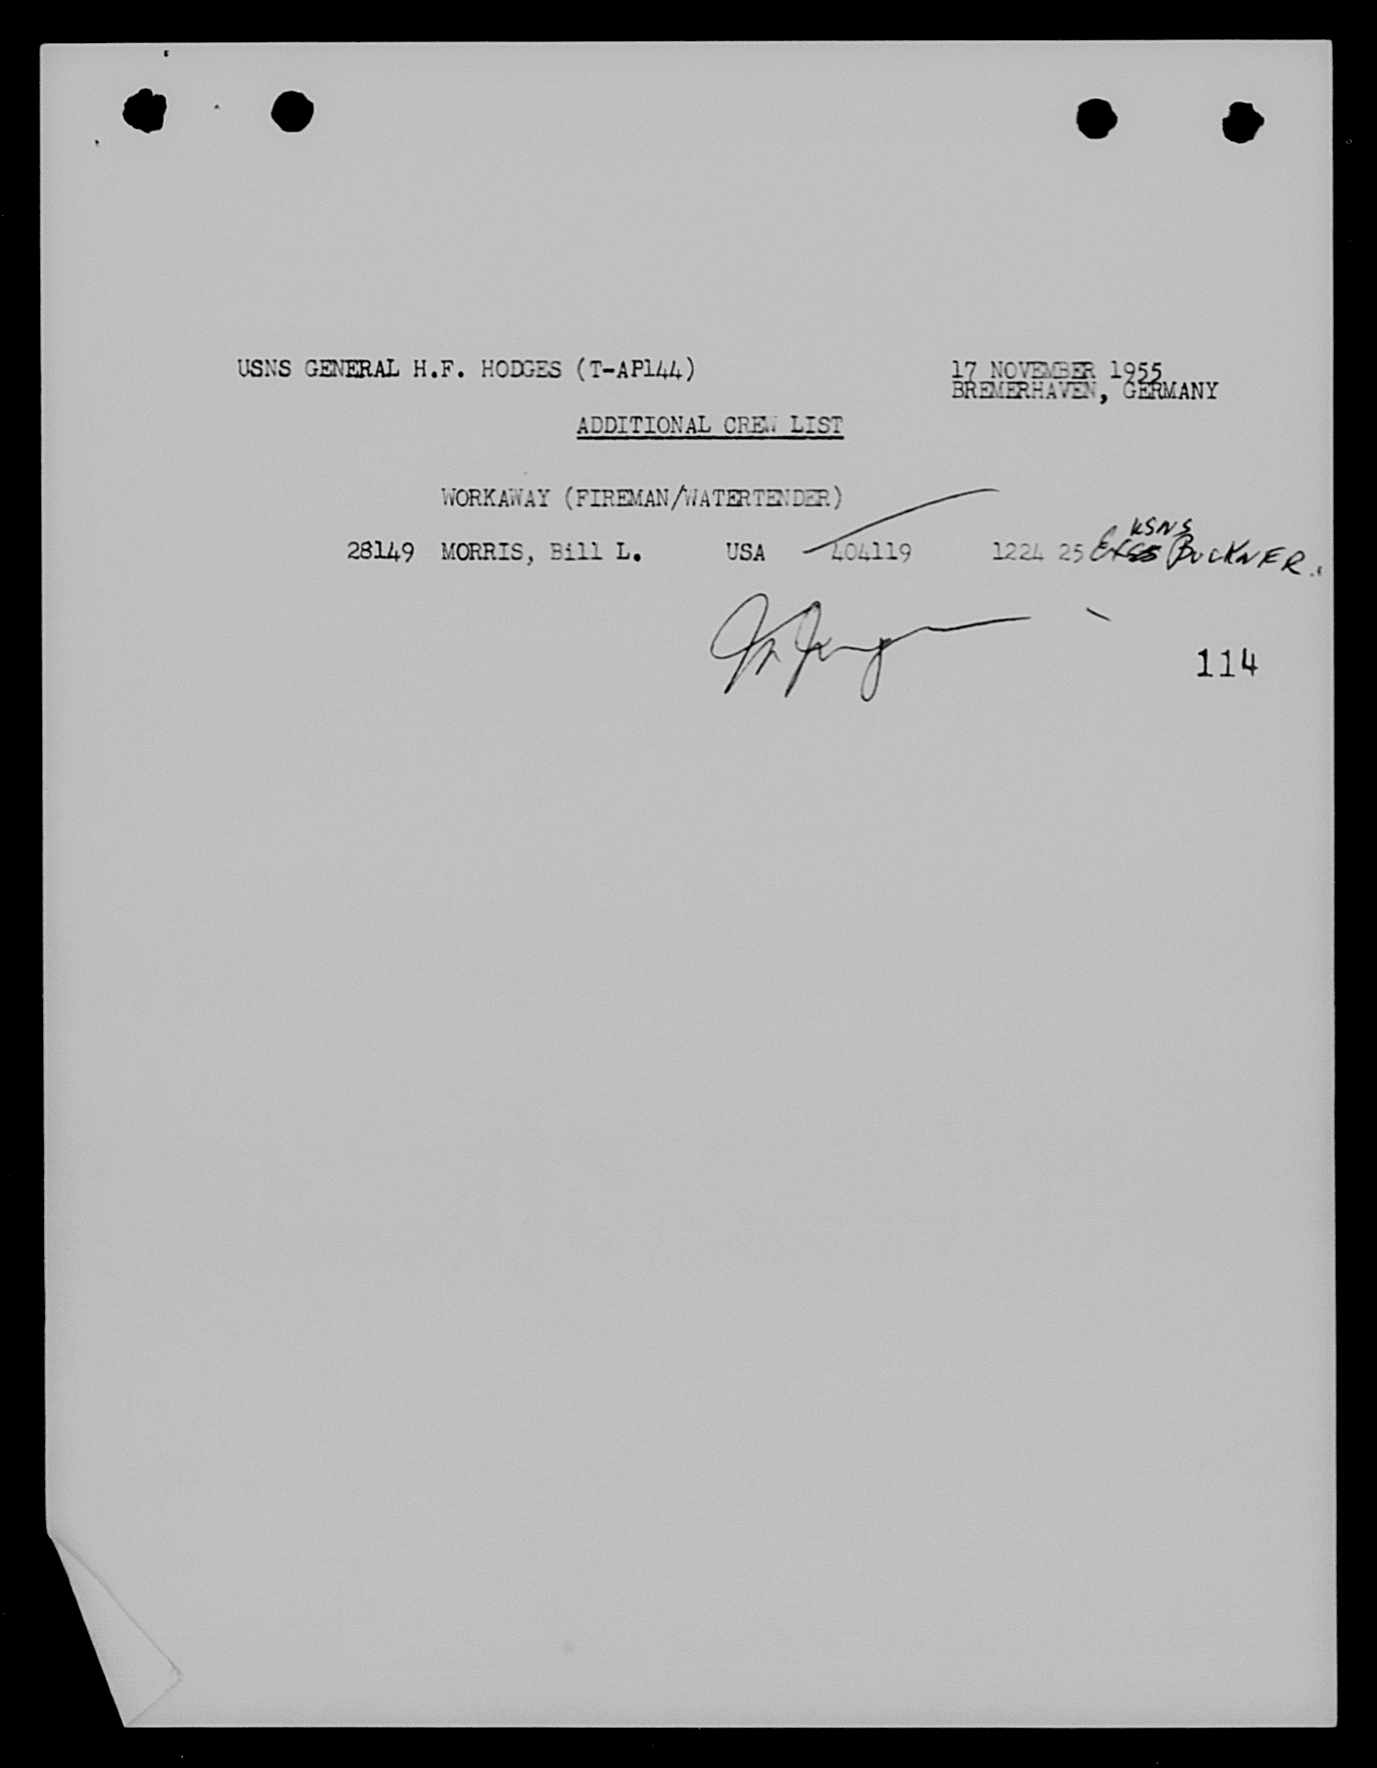 USNS GENERAL H.F. HODGES (T-AP144) 17 NOVEMBER 1955
BREMERHAVEN, GERMANY
ADDITIONAL CREW LIST
WORKAWAY (FIREMAN/WATERTENDER)
USNS
28149 MORRIS, Bill L. USA 404119 1224 25 BUCKNER.
114